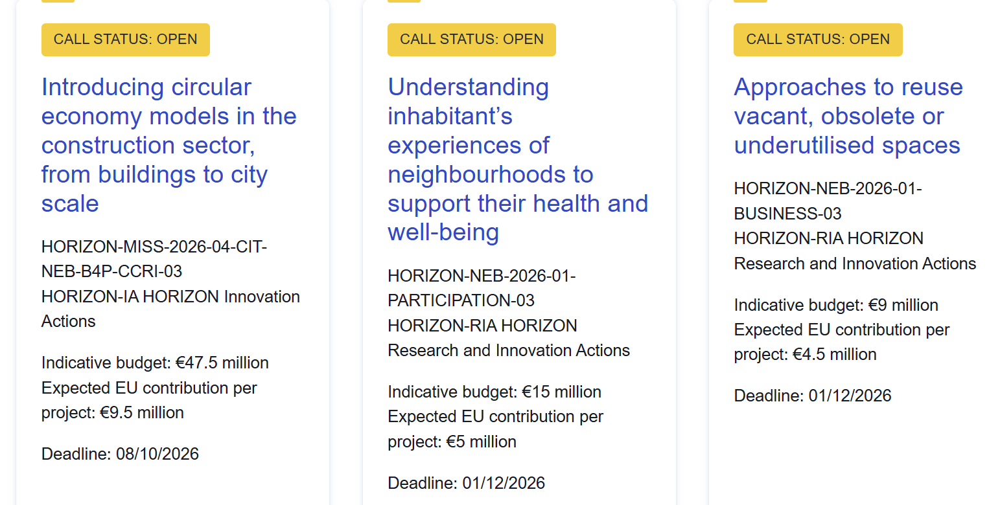 CALL STATUS: OPEN
Introducing circular
economy models in the
construction sector,
from buildings to city
scale
HORIZON-MISS-2026-04-CIT-
NEB-B4P-CCRI-03
HORIZON-IA HORIZON Innovation
Actions
Indicative budget: €47.5 million
Expected EU contribution per
project: €9.5 million
Deadline: 08/10/2026
CALL STATUS: OPEN
Understanding
inhabitant’s
experiences of
neighbourhoods to
support their health and
well-being
HORIZON-NEB-2026-01-
PARTICIPATION-03
HORIZON-RIA HORIZON
Research and Innovation Actions
Indicative budget: €15 million
Expected EU contribution per
project: €5 million
Deadline: 01/12/2026
CALL STATUS: OPEN
Approaches to reuse
vacant, obsolete or
underutilised spaces
HORIZON-NEB-2026-01-
BUSINESS-03
HORIZON-RIA HORIZON
Research and Innovation Actions
Indicative budget: €9 million
Expected EU contribution per
project: €4.5 million
Deadline: 01/12/2026